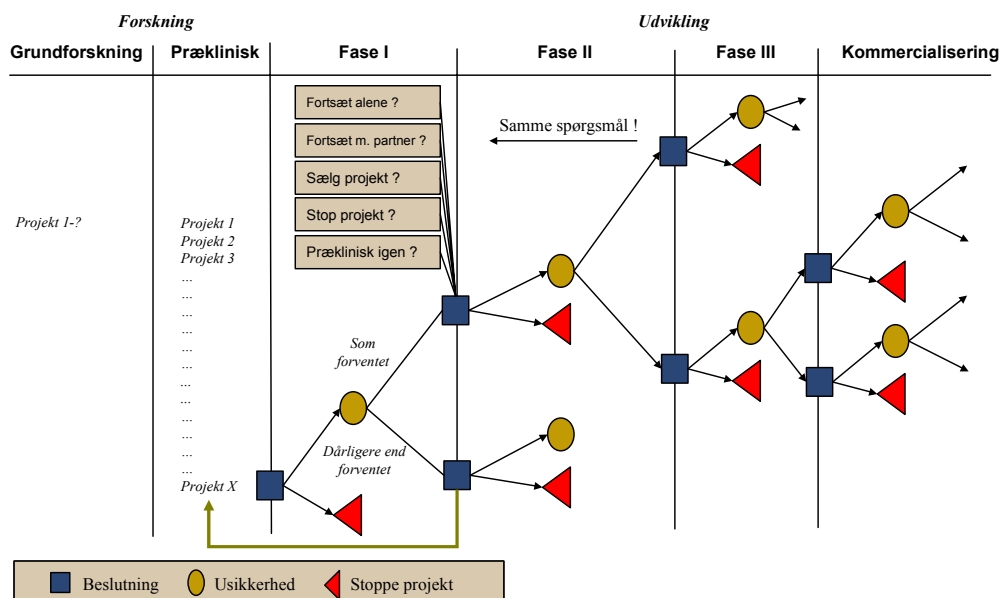 Forskning
Udvikling
Grundforskning
Præklinisk
Fase I
Fase II
Fase III
Kommercialisering
Fortsæt alene ?
Fortsæt m. partner ?
Sælg projekt ?
Stop projekt ?
Præklinisk igen ?
Samme spørgsmål !
Projekt 1-?
Projekt 1
Projekt 2
Projekt 3
...
...
...
...
...
...
...
...
...
...
...
...
Projekt X
Som
forventet
Dårligere end
forventet
Beslutning
Usikkerhed
Stoppe projekt